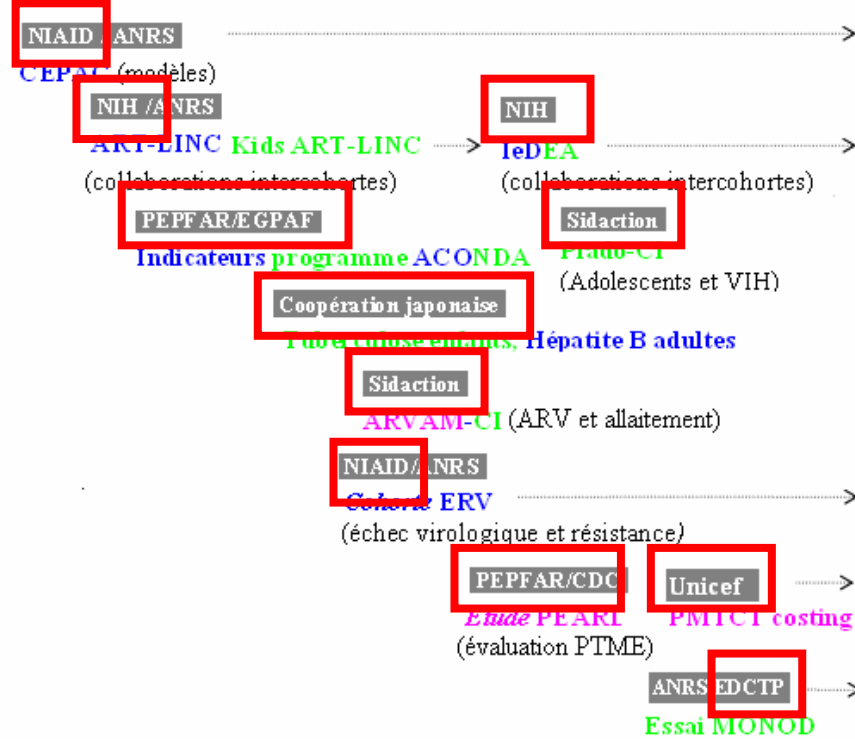 NIAID / ANRS
CEPAC (modèles)
NIH /ANRS
NIH
ART-LINC Kids ART-LINC
IeDEA
(collaborations intercohortes)
(collaborations intercohortes)
PEPFAR/EGPAF
Sidaction
Indicateurs programme ACONDA
Prado-CI
(Adolescents et VIH)
Coopération japonaise
Tuberculose enfants, Hépatite B adultes
Sidaction
ARVAM-CI (ARV et allaitement)
NIAID/ANRS
Cohorte ERV
(échec virologique et résistance)
PEPFAR/CDC
Unicef
Etude PEARL
PMTCT costing
(évaluation PTME)
ANRS EDCTP
Essai MONOD